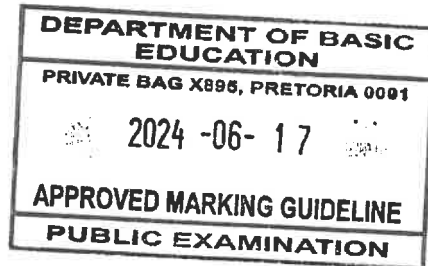 DEPARTMENT OF BASIC
EDUCATION
PRIVATE BAG X895, PRETORIA 0001
2024 -06- 17
APPROVED MARKING GUIDELINE
PUBLIC EXAMINATION